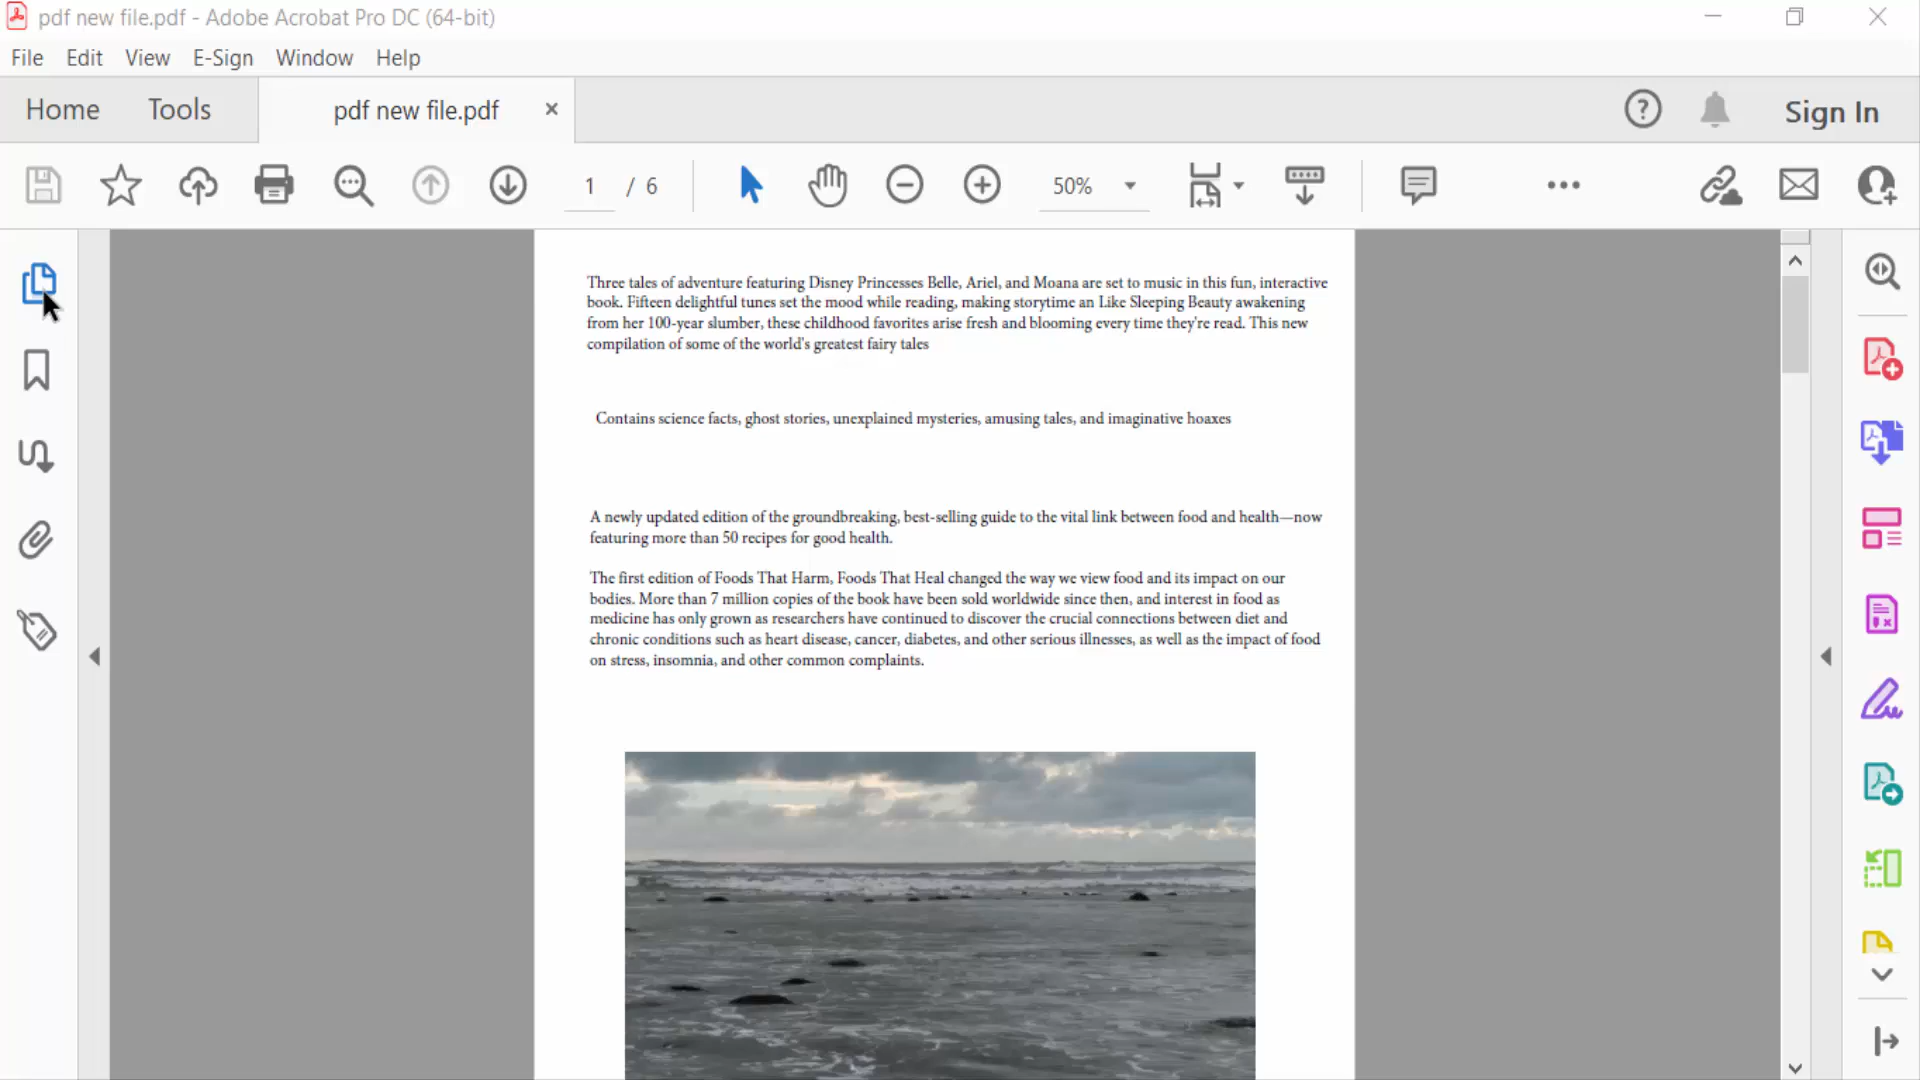 pdf new file.pdf - Adobe Acrobat Pro DC (64-bit)
File Edit View E-Sign Window Help
Home Tools pdf new file.pdf × Sign In
1 / 6 50%
Three tales of adventure featuring Disney Princesses Belle, Ariel, and Moana are set to music in this fun, interactive
book. Fifteen delightful tunes set the mood while reading, making storytime an Like Sleeping Beauty awakening
from her 100-year slumber, these childhood favorites arise fresh and blooming every time they're read. This new
compilation of some of the world's greatest fairy tales
Contains science facts, ghost stories, unexplained mysteries, amusing tales, and imaginative hoaxes
A newly updated edition of the groundbreaking, best-selling guide to the vital link between food and health—now
featuring more than 50 recipes for good health.
The first edition of Foods That Harm, Foods That Heal changed the way we view food and its impact on our
bodies. More than 7 million copies of the book have been sold worldwide since then, and interest in food as
medicine has only grown as researchers have continued to discover the crucial connections between diet and
chronic conditions such as heart disease, cancer, diabetes, and other serious illnesses, as well as the impact of food
on stress, insomnia, and other common complaints.